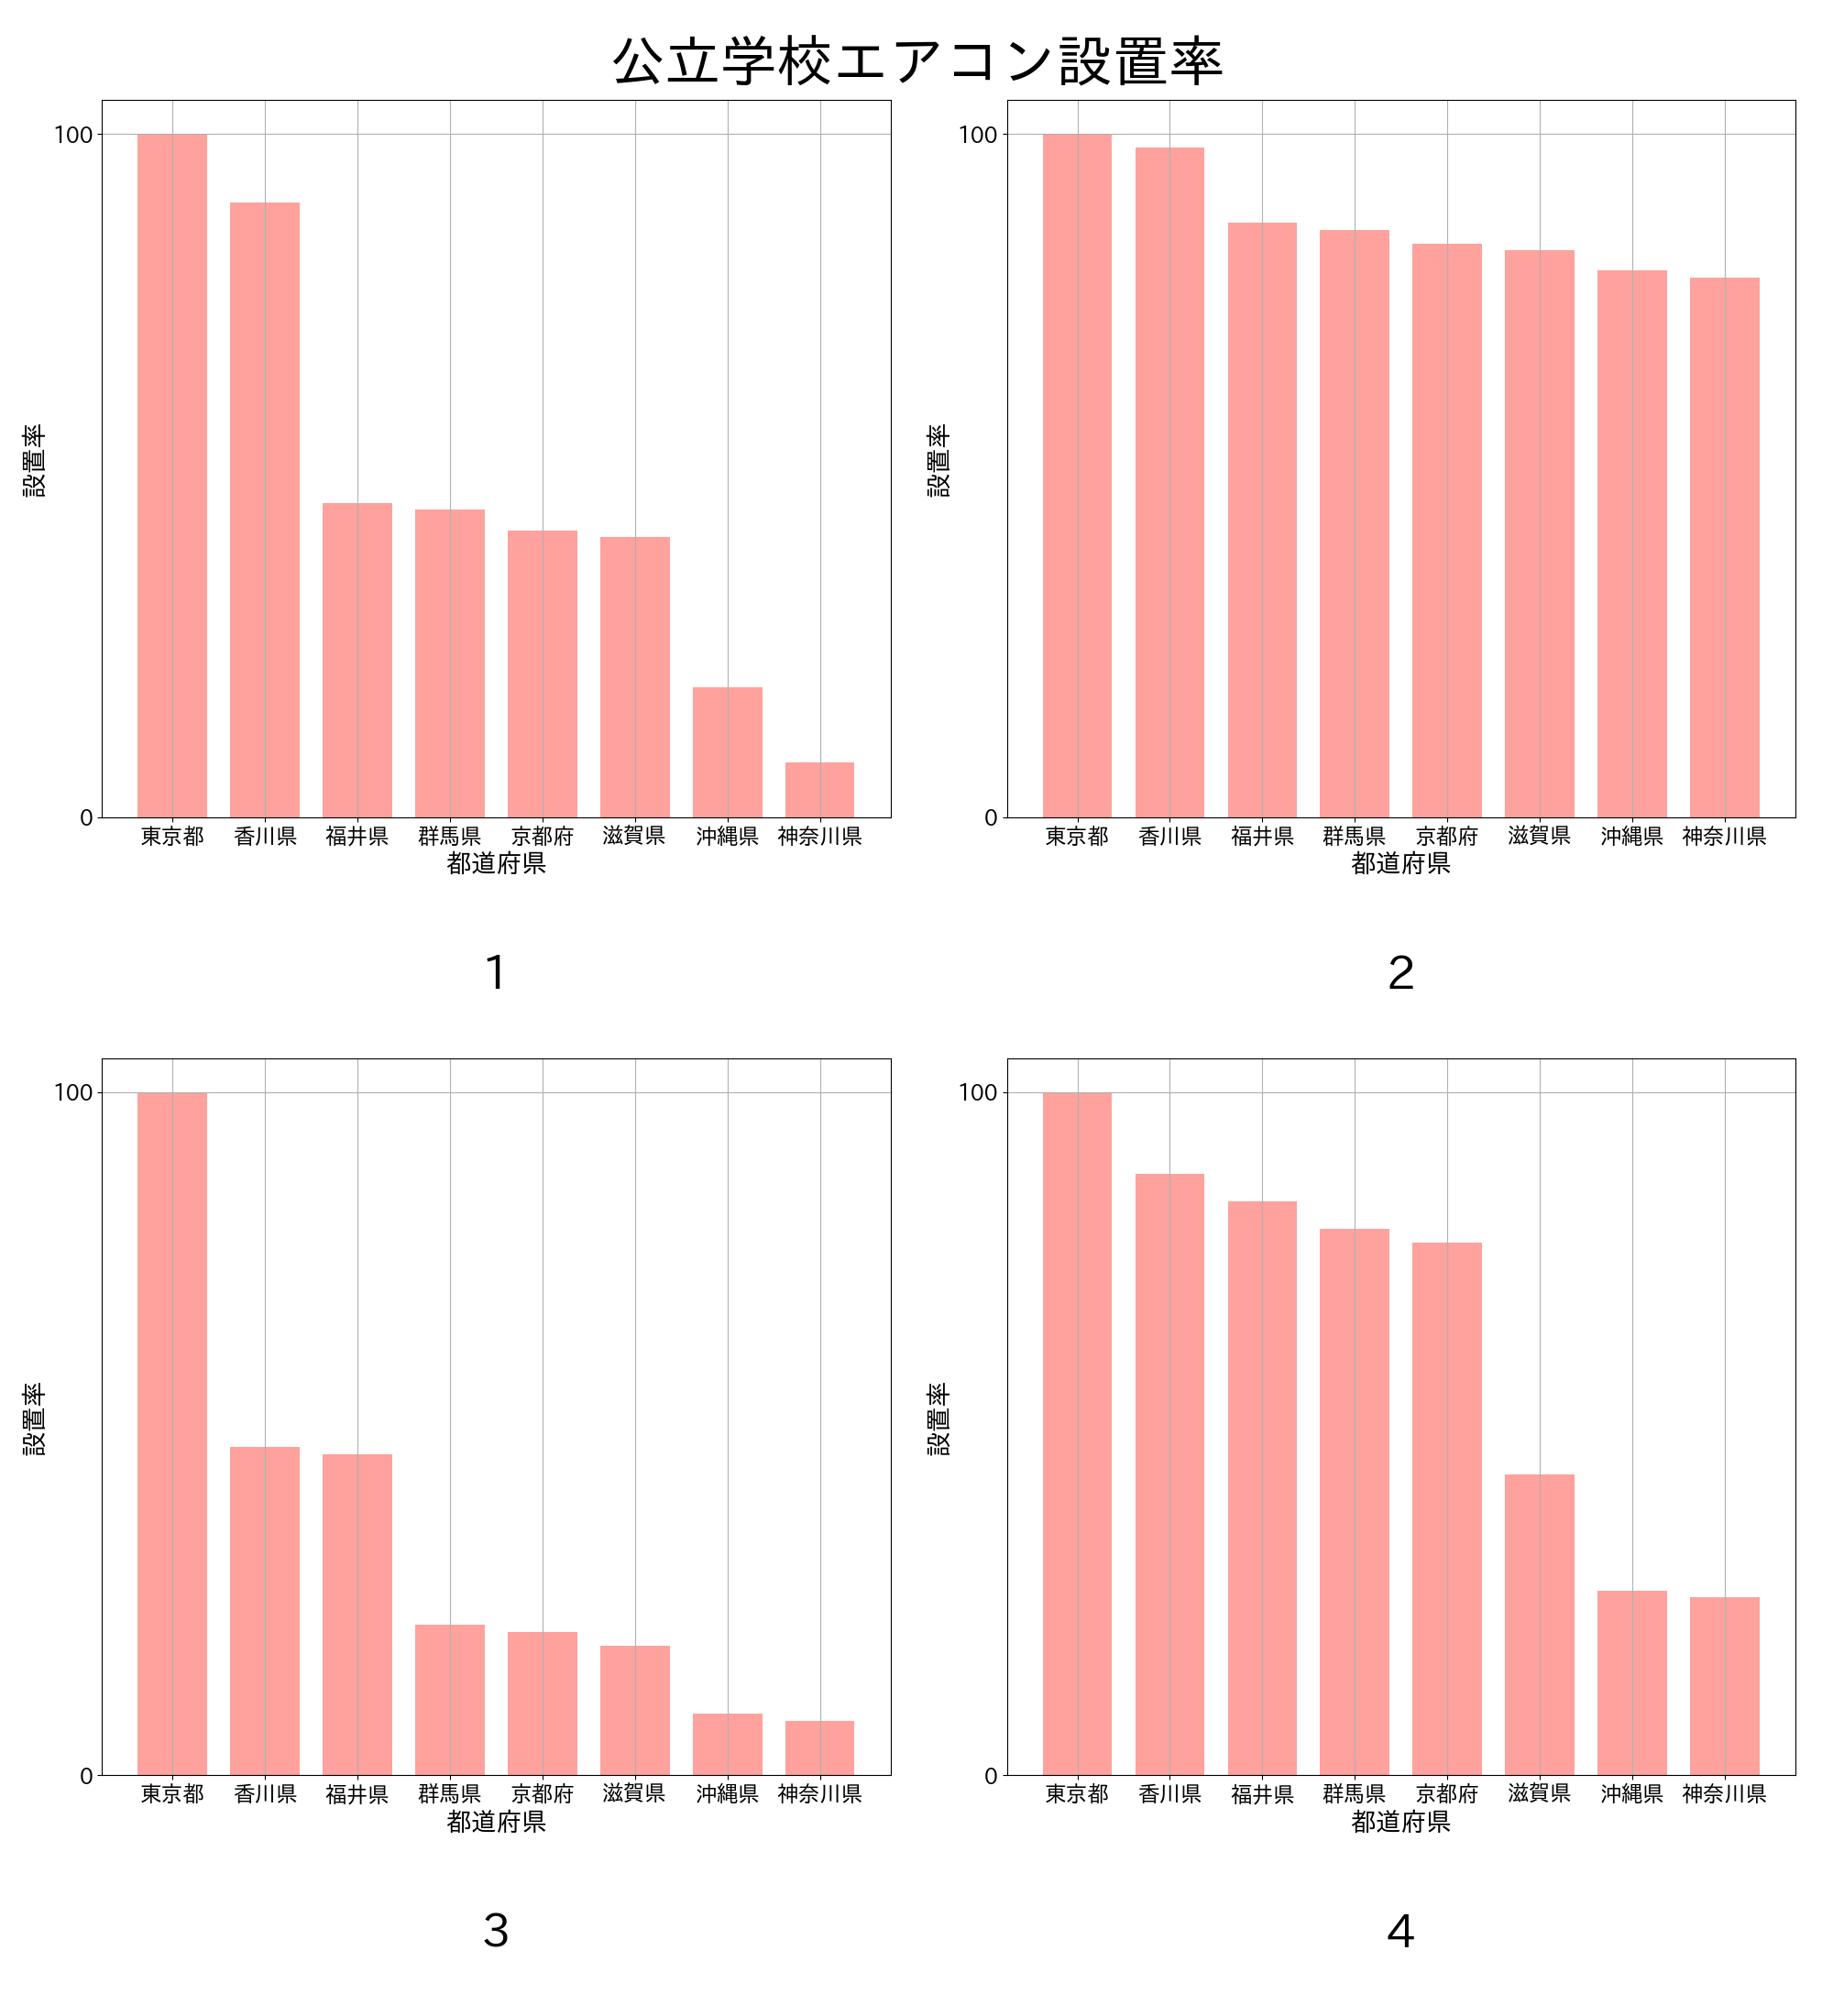 公立学校エアコン設置率
100
0
設置率
東京都 香川県 福井県 群馬県 京都府 滋賀県 沖縄県 神奈川県
都道府県
1
100
0
設置率
東京都 香川県 福井県 群馬県 京都府 滋賀県 沖縄県 神奈川県
都道府県
2
100
0
設置率
東京都 香川県 福井県 群馬県 京都府 滋賀県 沖縄県 神奈川県
都道府県
3
100
0
設置率
東京都 香川県 福井県 群馬県 京都府 滋賀県 沖縄県 神奈川県
都道府県
4